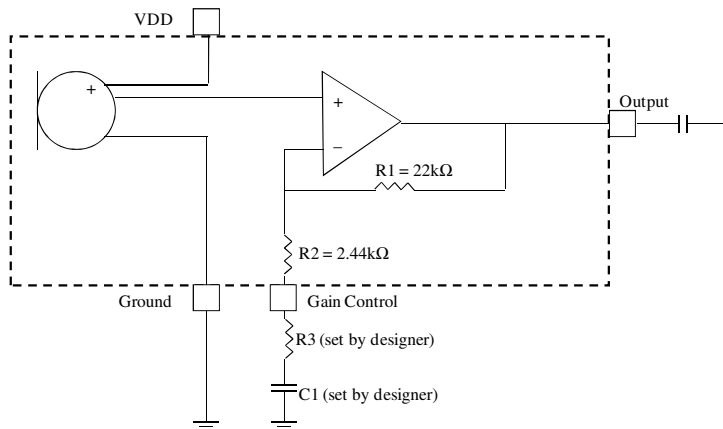 VDD
+
+
Output
–
R1 = 22kΩ
R2 = 2.44kΩ
Ground
Gain Control
R3 (set by designer)
C1 (set by designer)